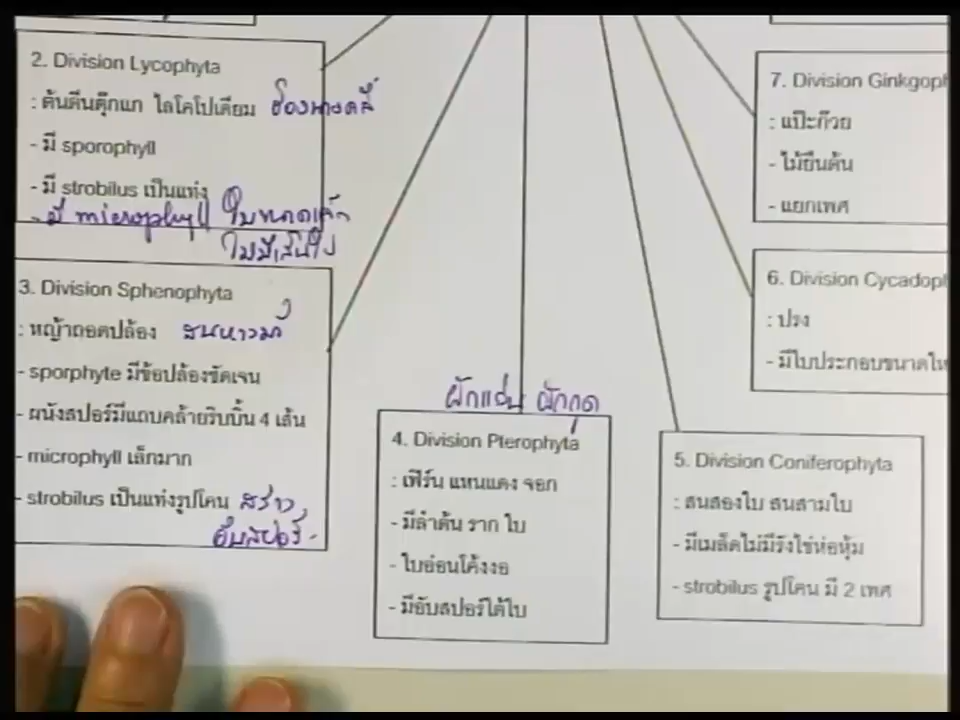 2. Division Lycophyta
: ต้นตีนตุ๊กแก ไลโคโปเดียม ช้องนางคลี่
- มี sporophyll
- มี strobilus เป็นแท่ง
- มี microphyll ใบขนาดเล็ก
ไม่มีเส้นใบ
3. Division Sphenophyta
: หญ้าถอดปล้อง สนหางม้า
- sporphyte มีข้อปล้องชัดเจน
- ผนังสปอร์มีแถบคล้ายริบบิ้น 4 เส้น
- microphyll เล็กมาก
- strobilus เป็นแท่งรูปโคน สร้าง
อับสปอร์
ผักแว่น ผักกูด
4. Division Pterophyta
: เฟิร์น แหนแดง จอก
- มีลำต้น ราก ใบ
- ใบอ่อนโค้งงอ
- มีอับสปอร์ใต้ใบ
5. Division Coniferophyta
: สนสองใบ สนสามใบ
- มีเมล็ดไม่มีรังไข่ห่อหุ้ม
- strobilus รูปโคน มี 2 เพศ
6. Division Cycadoph
: ปรง
- มีใบประกอบขนาดให
7. Division Ginkgoph
: แป๊ะก๊วย
- ไม้ยืนต้น
- แยกเพศ